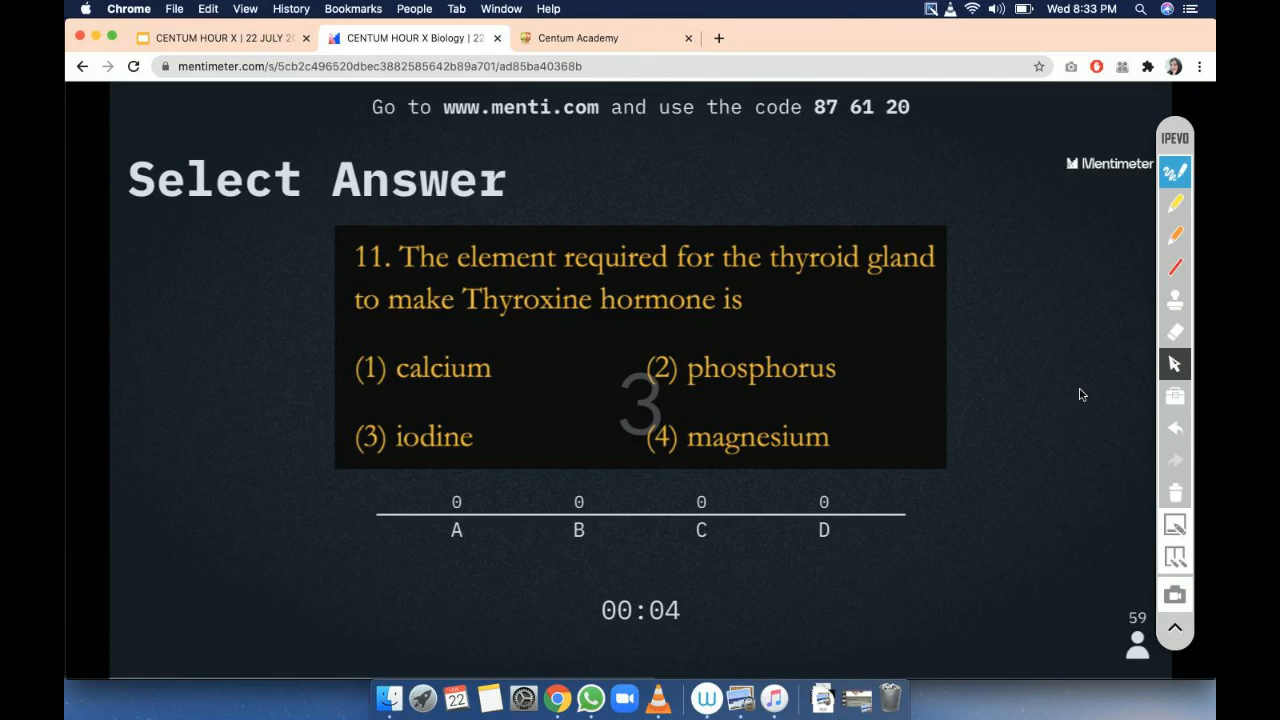 Chrome File Edit View History Bookmarks People Tab Window Help Wed 8:33 PM
CENTUM HOUR X | 22 JULY 20 CENTUM HOUR X Biology | 22 Centum Academy
mentimeter.com/s/5cb2c496520dbec3882585642b89a701/ad85ba40368b
Go to www.menti.com and use the code 87 61 20
IPEVO
Mentimeter
Select Answer
11. The element required for the thyroid gland
to make Thyroxine hormone is
(1) calcium (2) phosphorus
3
(3) iodine (4) magnesium
0 0 0 0
A B C D
00:04
59
JUL
22
W